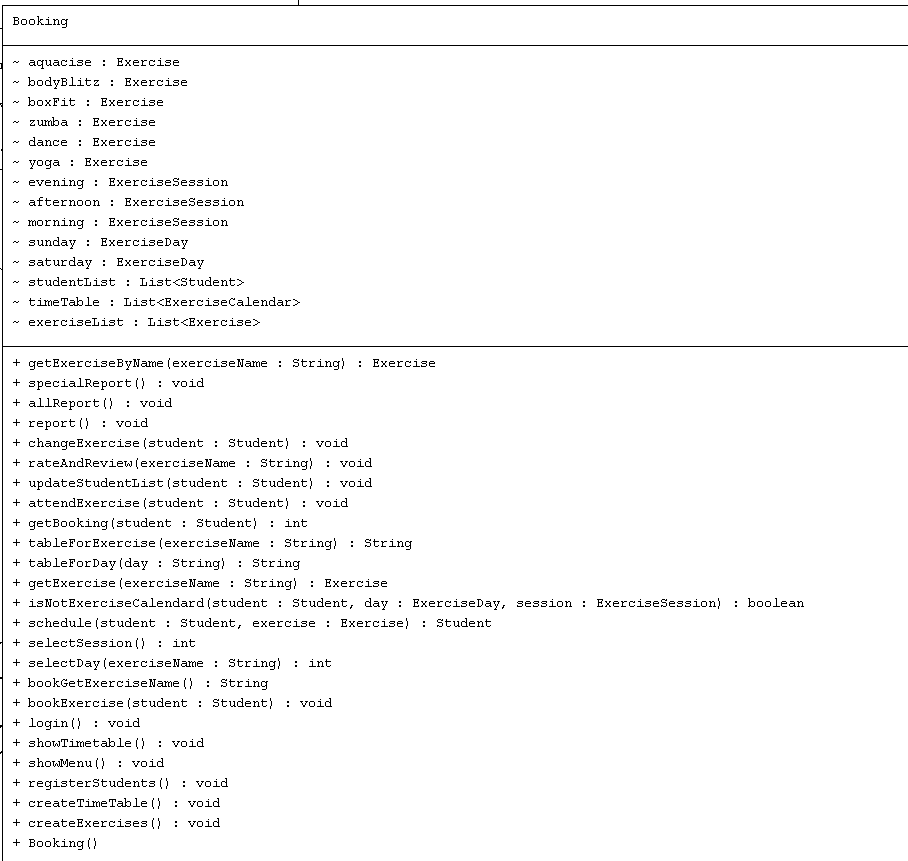 Booking
~ aquacise : Exercise
~ bodyBlitz : Exercise
~ boxFit : Exercise
~ zumba : Exercise
~ dance : Exercise
~ yoga : Exercise
~ evening : ExerciseSession
~ afternoon : ExerciseSession
~ morning : ExerciseSession
~ sunday : ExerciseDay
~ saturday : ExerciseDay
~ studentList : List<Student>
~ timeTable : List<ExerciseCalendar>
~ exerciseList : List<Exercise>
+ getExerciseByName(exerciseName : String) : Exercise
+ specialReport() : void
+ allReport() : void
+ report() : void
+ changeExercise(student : Student) : void
+ rateAndReview(exerciseName : String) : void
+ updateStudentList(student : Student) : void
+ attendExercise(student : Student) : void
+ getBooking(student : Student) : int
+ tableForExercise(exerciseName : String) : String
+ tableForDay(day : String) : String
+ getExercise(exerciseName : String) : Exercise
+ isNotExerciseCalendard(student : Student, day : ExerciseDay, session : ExerciseSession) : boolean
+ schedule(student : Student, exercise : Exercise) : Student
+ selectSession() : int
+ selectDay(exerciseName : String) : int
+ bookGetExerciseName() : String
+ bookExercise(student : Student) : void
+ login() : void
+ showTimetable() : void
+ showMenu() : void
+ registerStudents() : void
+ createTimeTable() : void
+ createExercises() : void
+ Booking()